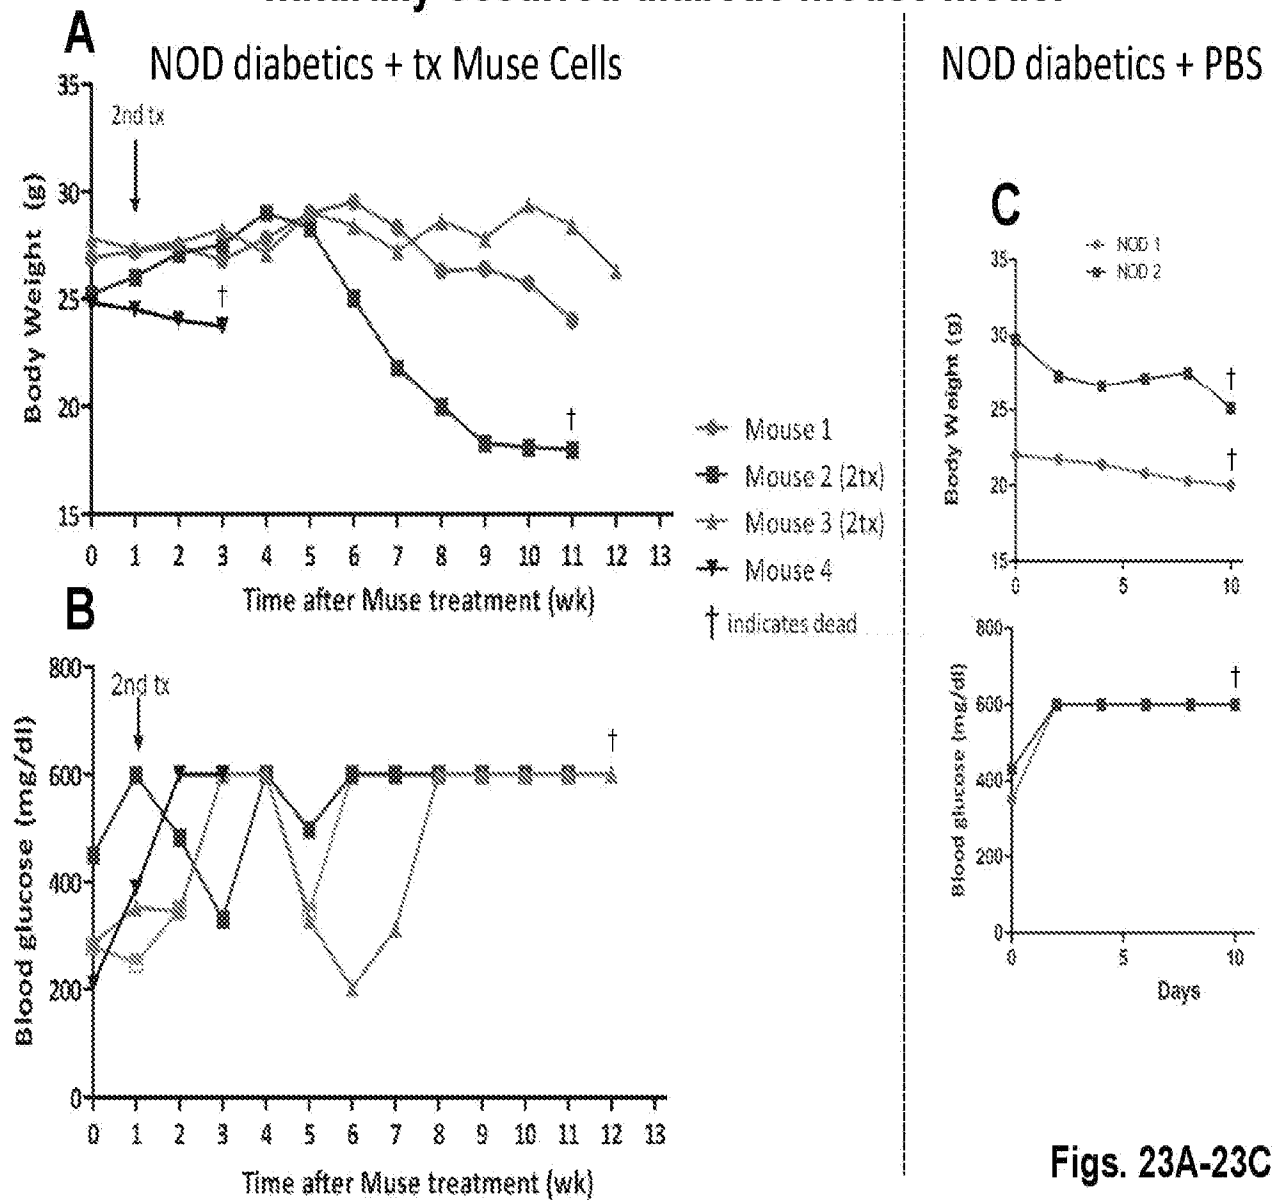 A
NOD diabetics + tx Muse Cells
NOD diabetics + PBS
35
2nd tx
30
25
20
15
Body Weight (g)
†
†
0 1 2 3 4 5 6 7 8 9 10 11 12 13
Time after Muse treatment (wk)
Mouse 1
Mouse 2 (2tx)
Mouse 3 (2tx)
Mouse 4
† indicates dead
B
800
2nd tx
600
400
200
0
Blood glucose (mg/dl)
†
0 1 2 3 4 5 6 7 8 9 10 11 12 13
Time after Muse treatment (wk)
C
NOD 1
NOD 2
35
30
25
20
15
Body Weight (g)
†
†
0 5 10
800
600
400
200
0
Blood glucose (mg/dl)
†
0 5 10
Days
Figs. 23A-23C